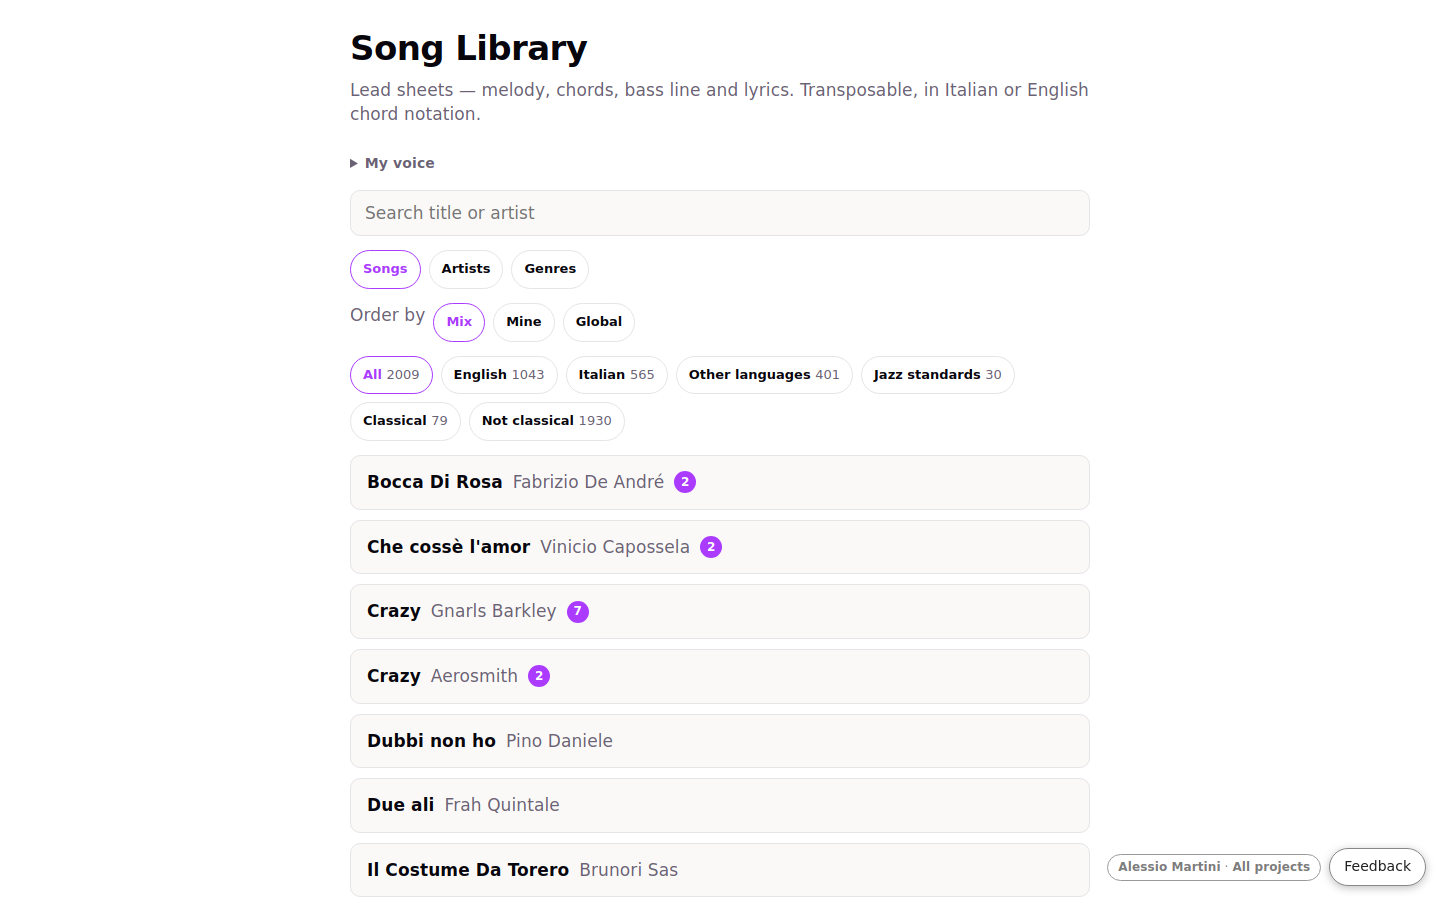 Song Library
Lead sheets — melody, chords, bass line and lyrics. Transposable, in Italian or English
chord notation.
My voice
Search title or artist
Songs Artists Genres
Order by Mix Mine Global
All 2009 English 1043 Italian 565 Other languages 401 Jazz standards 30
Classical 79 Not classical 1930
Bocca Di Rosa Fabrizio De André 2
Che cossè l'amor Vinicio Capossela 2
Crazy Gnarls Barkley 7
Crazy Aerosmith 2
Dubbi non ho Pino Daniele
Due ali Frah Quintale
Il Costume Da Torero Brunori Sas
Alessio Martini · All projects
Feedback